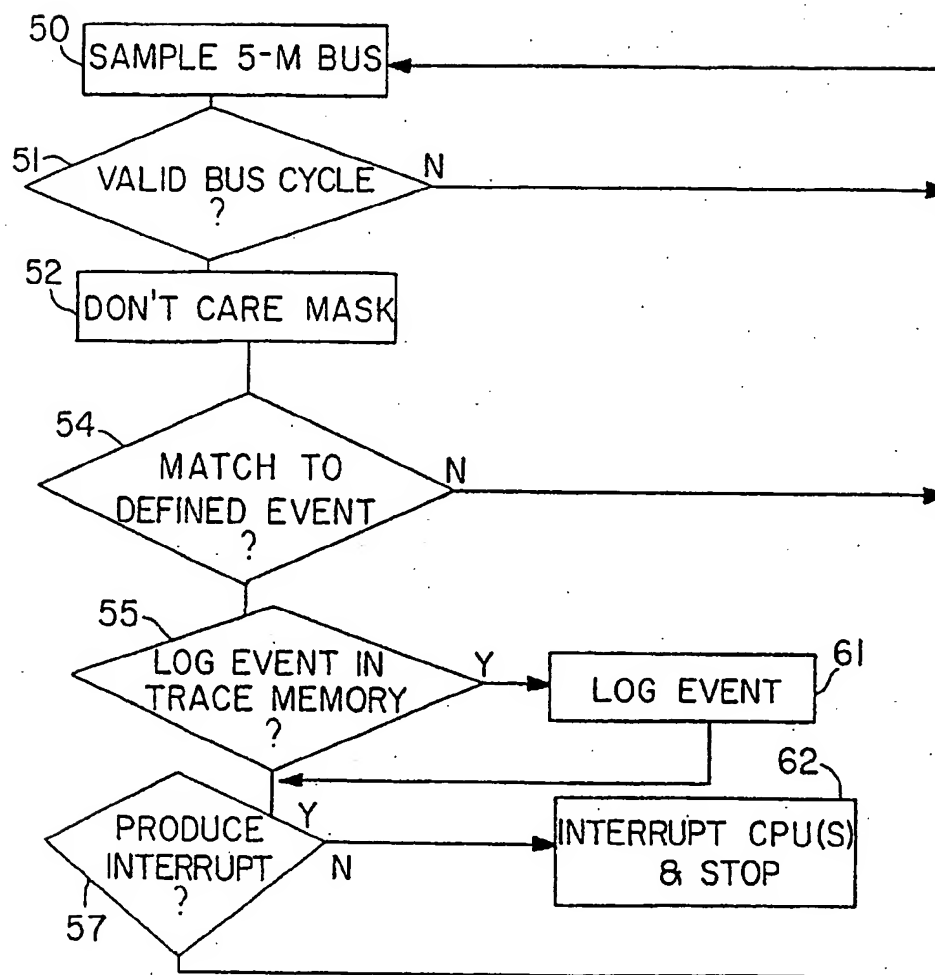 50
SAMPLE 5-M BUS
51
VALID BUS CYCLE
?
N
52
DON'T CARE MASK
54
MATCH TO
DEFINED EVENT
?
N
55
LOG EVENT IN
TRACE MEMORY
?
Y
LOG EVENT
61
62
PRODUCE
INTERRUPT
?
Y
N
INTERRUPT CPU(S)
& STOP
57